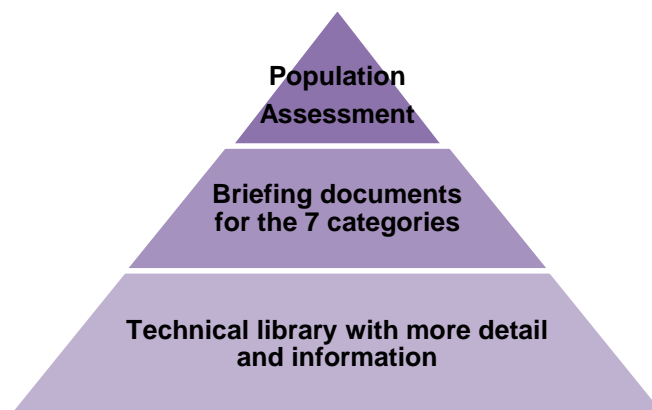 Population
Assessment
Briefing documents
for the 7 categories
Technical library with more detail
and information